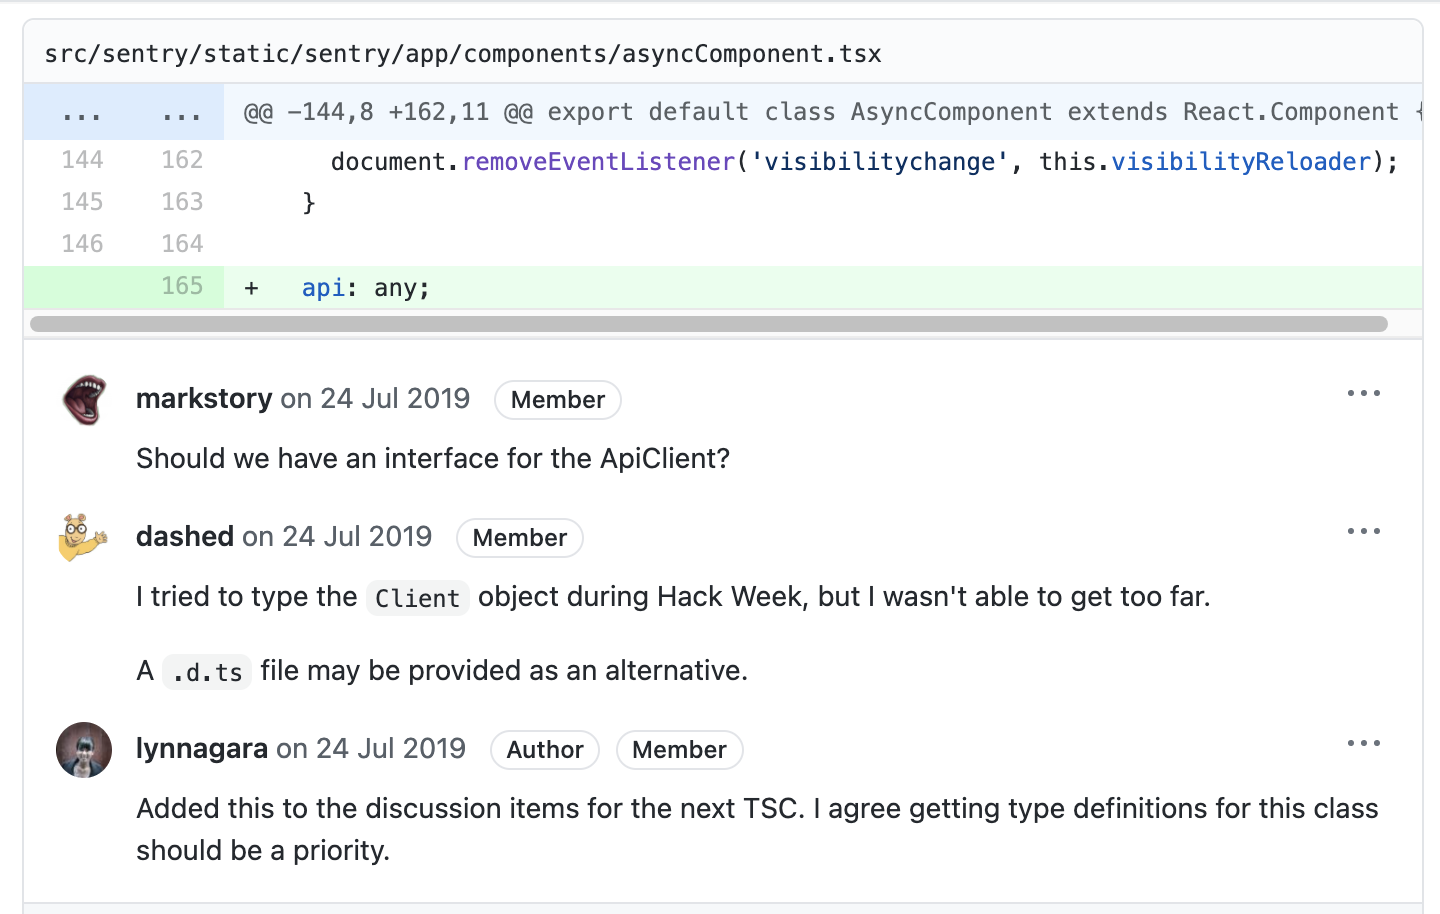 src/sentry/static/sentry/app/components/asyncComponent.tsx
... ... @@ -144,8 +162,11 @@ export default class AsyncComponent extends React.Component {
144 162 document.removeEventListener('visibilitychange', this.visibilityReloader);
145 163 }
146 164
165 + api: any;
markstory on 24 Jul 2019 Member ...
Should we have an interface for the ApiClient?
dashed on 24 Jul 2019 Member ...
I tried to type the Client object during Hack Week, but I wasn't able to get too far.
A .d.ts file may be provided as an alternative.
lynnagara on 24 Jul 2019 Author Member ...
Added this to the discussion items for the next TSC. I agree getting type definitions for this class
should be a priority.